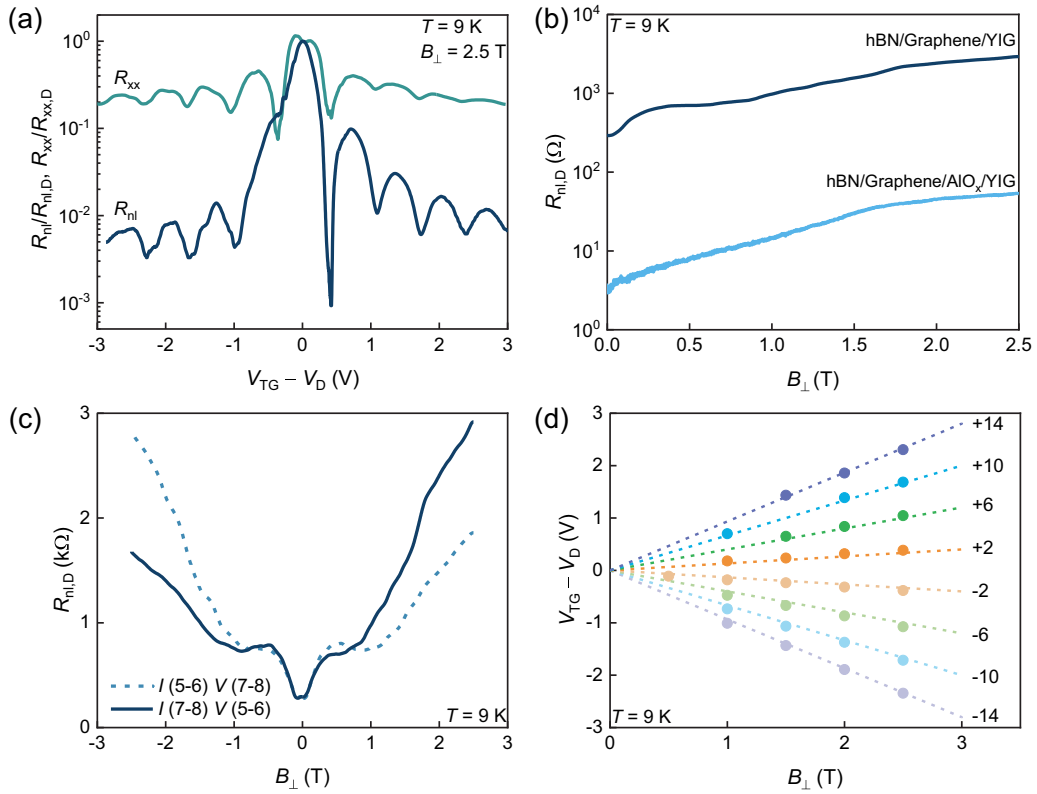 (a)
T = 9 K
B⊥ = 2.5 T
Rxx
Rnl
Rnl/Rnl,D, Rxx/Rxx,D
10^0
10^-1
10^-2
10^-3
-3 -2 -1 0 1 2 3
VTG – VD (V)
(b)
T = 9 K
hBN/Graphene/YIG
hBN/Graphene/AlOx/YIG
Rnl,D (Ω)
10^4
10^3
10^2
10^1
10^0
0.0 0.5 1.0 1.5 2.0 2.5
B⊥ (T)
(c)
Rnl,D (kΩ)
3
2
1
0
I (5-6) V (7-8)
I (7-8) V (5-6)
T = 9 K
-3 -2 -1 0 1 2 3
B⊥ (T)
(d)
VTG – VD (V)
3
2
1
0
-1
-2
-3
+14
+10
+6
+2
-2
-6
-10
-14
T = 9 K
0 1 2 3
B⊥ (T)